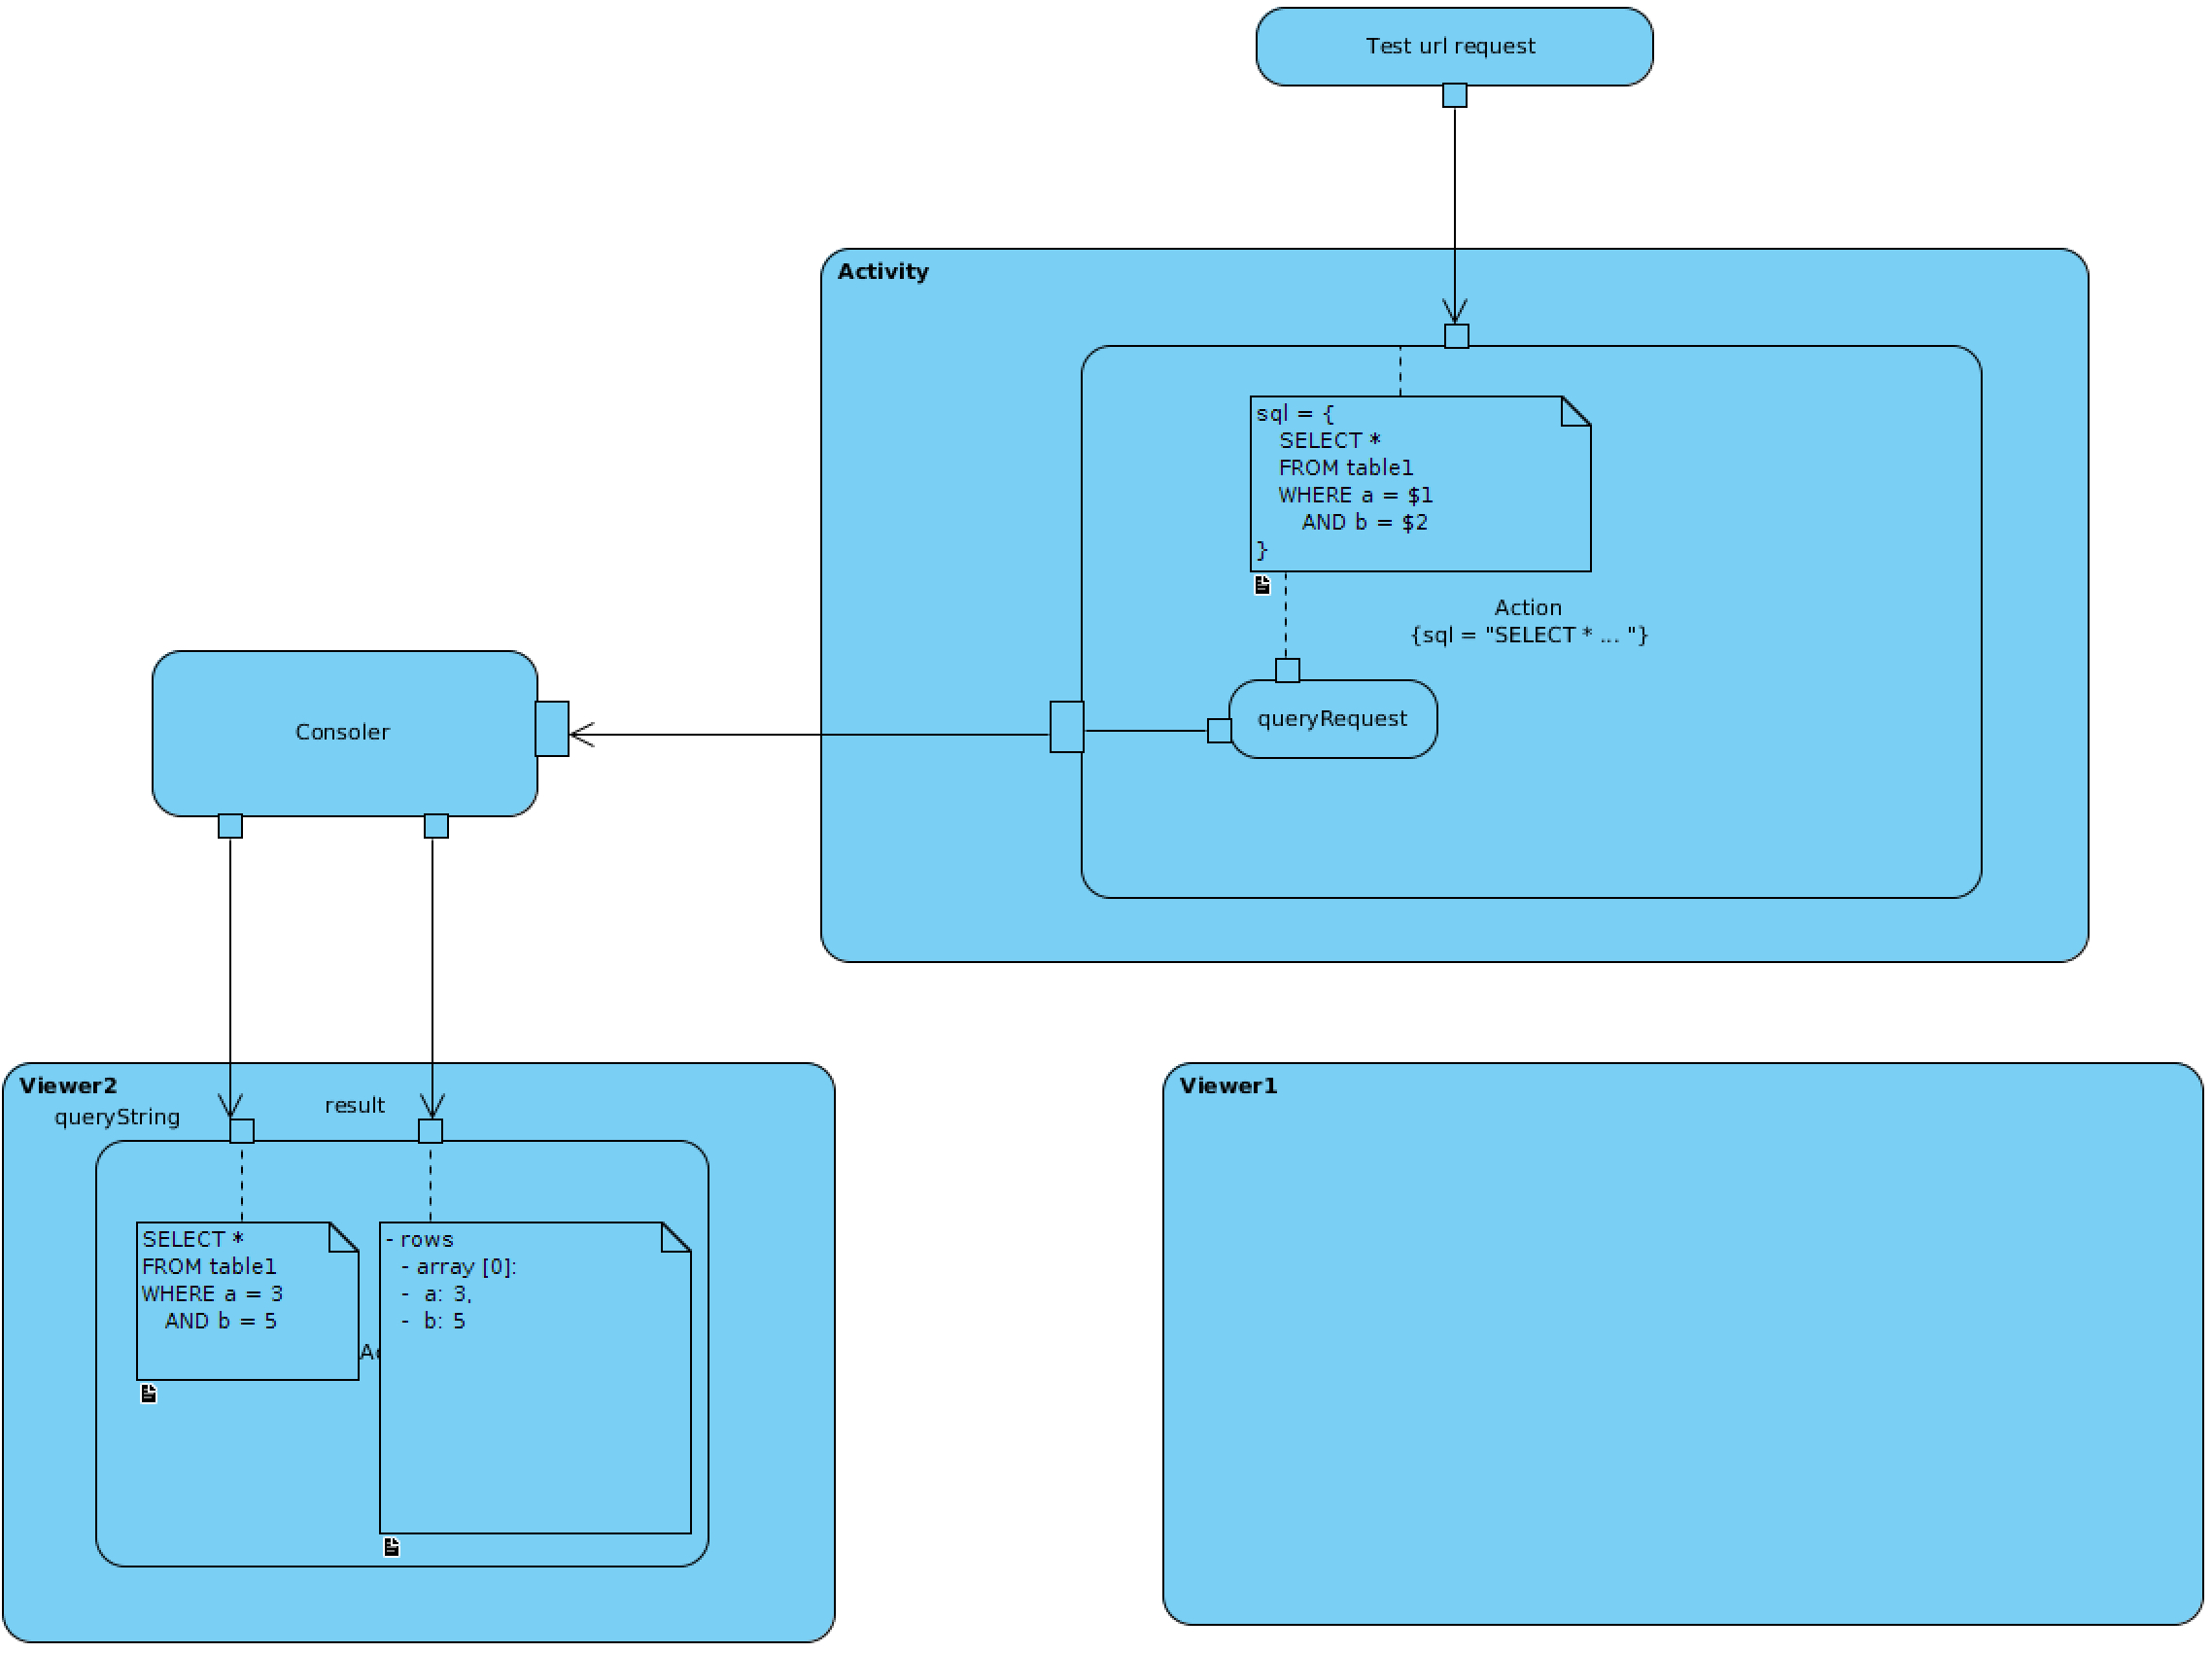 Test url request
Activity
sql = {
SELECT *
FROM table1
WHERE a = $1
AND b = $2
}
Action
{sql = "SELECT * ... "}
queryRequest
Consoler
Viewer2
queryString
result
SELECT *
FROM table1
WHERE a = 3
AND b = 5
- rows
- array [0]:
- a: 3,
- b: 5
Viewer1